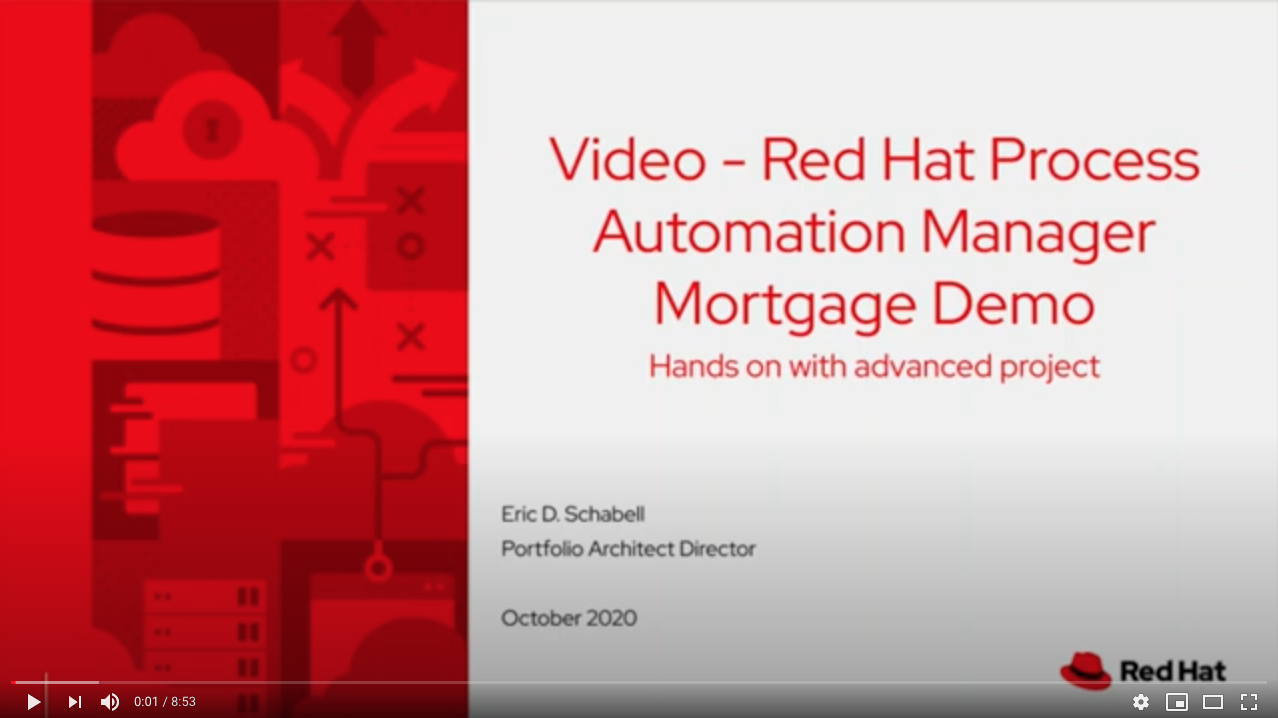 Video - Red Hat Process
Automation Manager
Mortgage Demo
Hands on with advanced project
Eric D. Schabell
Portfolio Architect Director
October 2020
Red Hat
0:01 / 8:53